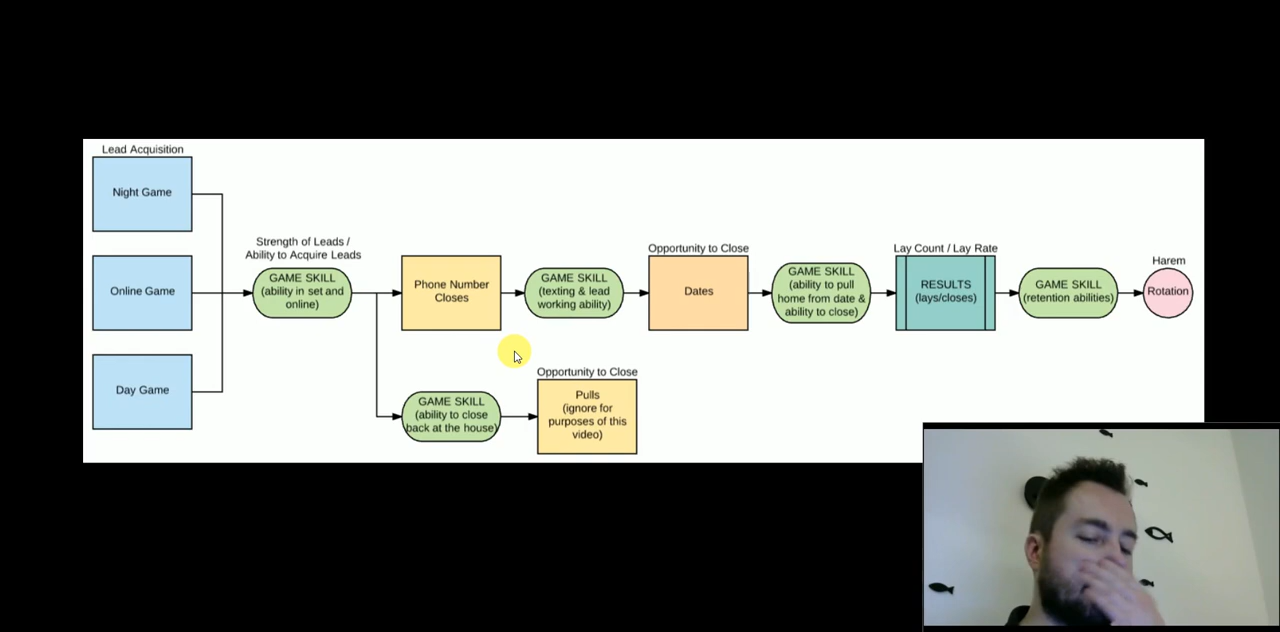 Lead Acquisition
Night Game
Online Game
Day Game
Strength of Leads /
Ability to Acquire Leads
GAME SKILL
(ability in set and
online)
Phone Number
Closes
GAME SKILL
(texting & lead
working ability)
Opportunity to Close
Dates
GAME SKILL
(ability to pull
home from date &
ability to close)
Lay Count / Lay Rate
RESULTS
(lays/closes)
GAME SKILL
(retention abilities)
Harem
Rotation
GAME SKILL
(ability to close
back at the house)
Opportunity to Close
Pulls
(ignore for
purposes of this
video)